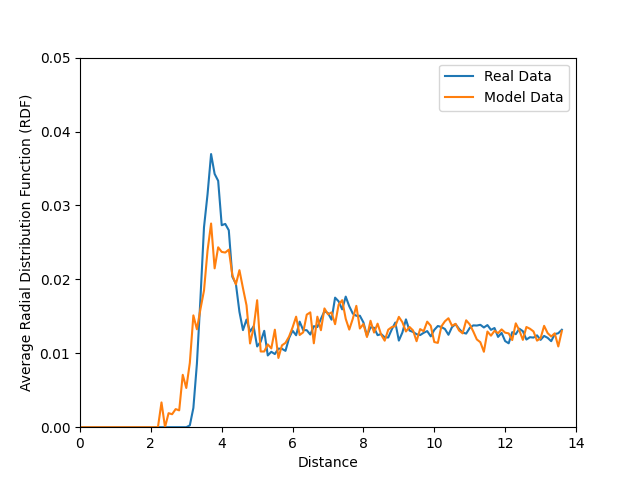 0.05
0.04
0.03
0.02
0.01
0.00
Average Radial Distribution Function (RDF)
Real Data
Model Data
0 2 4 6 8 10 12 14
Distance